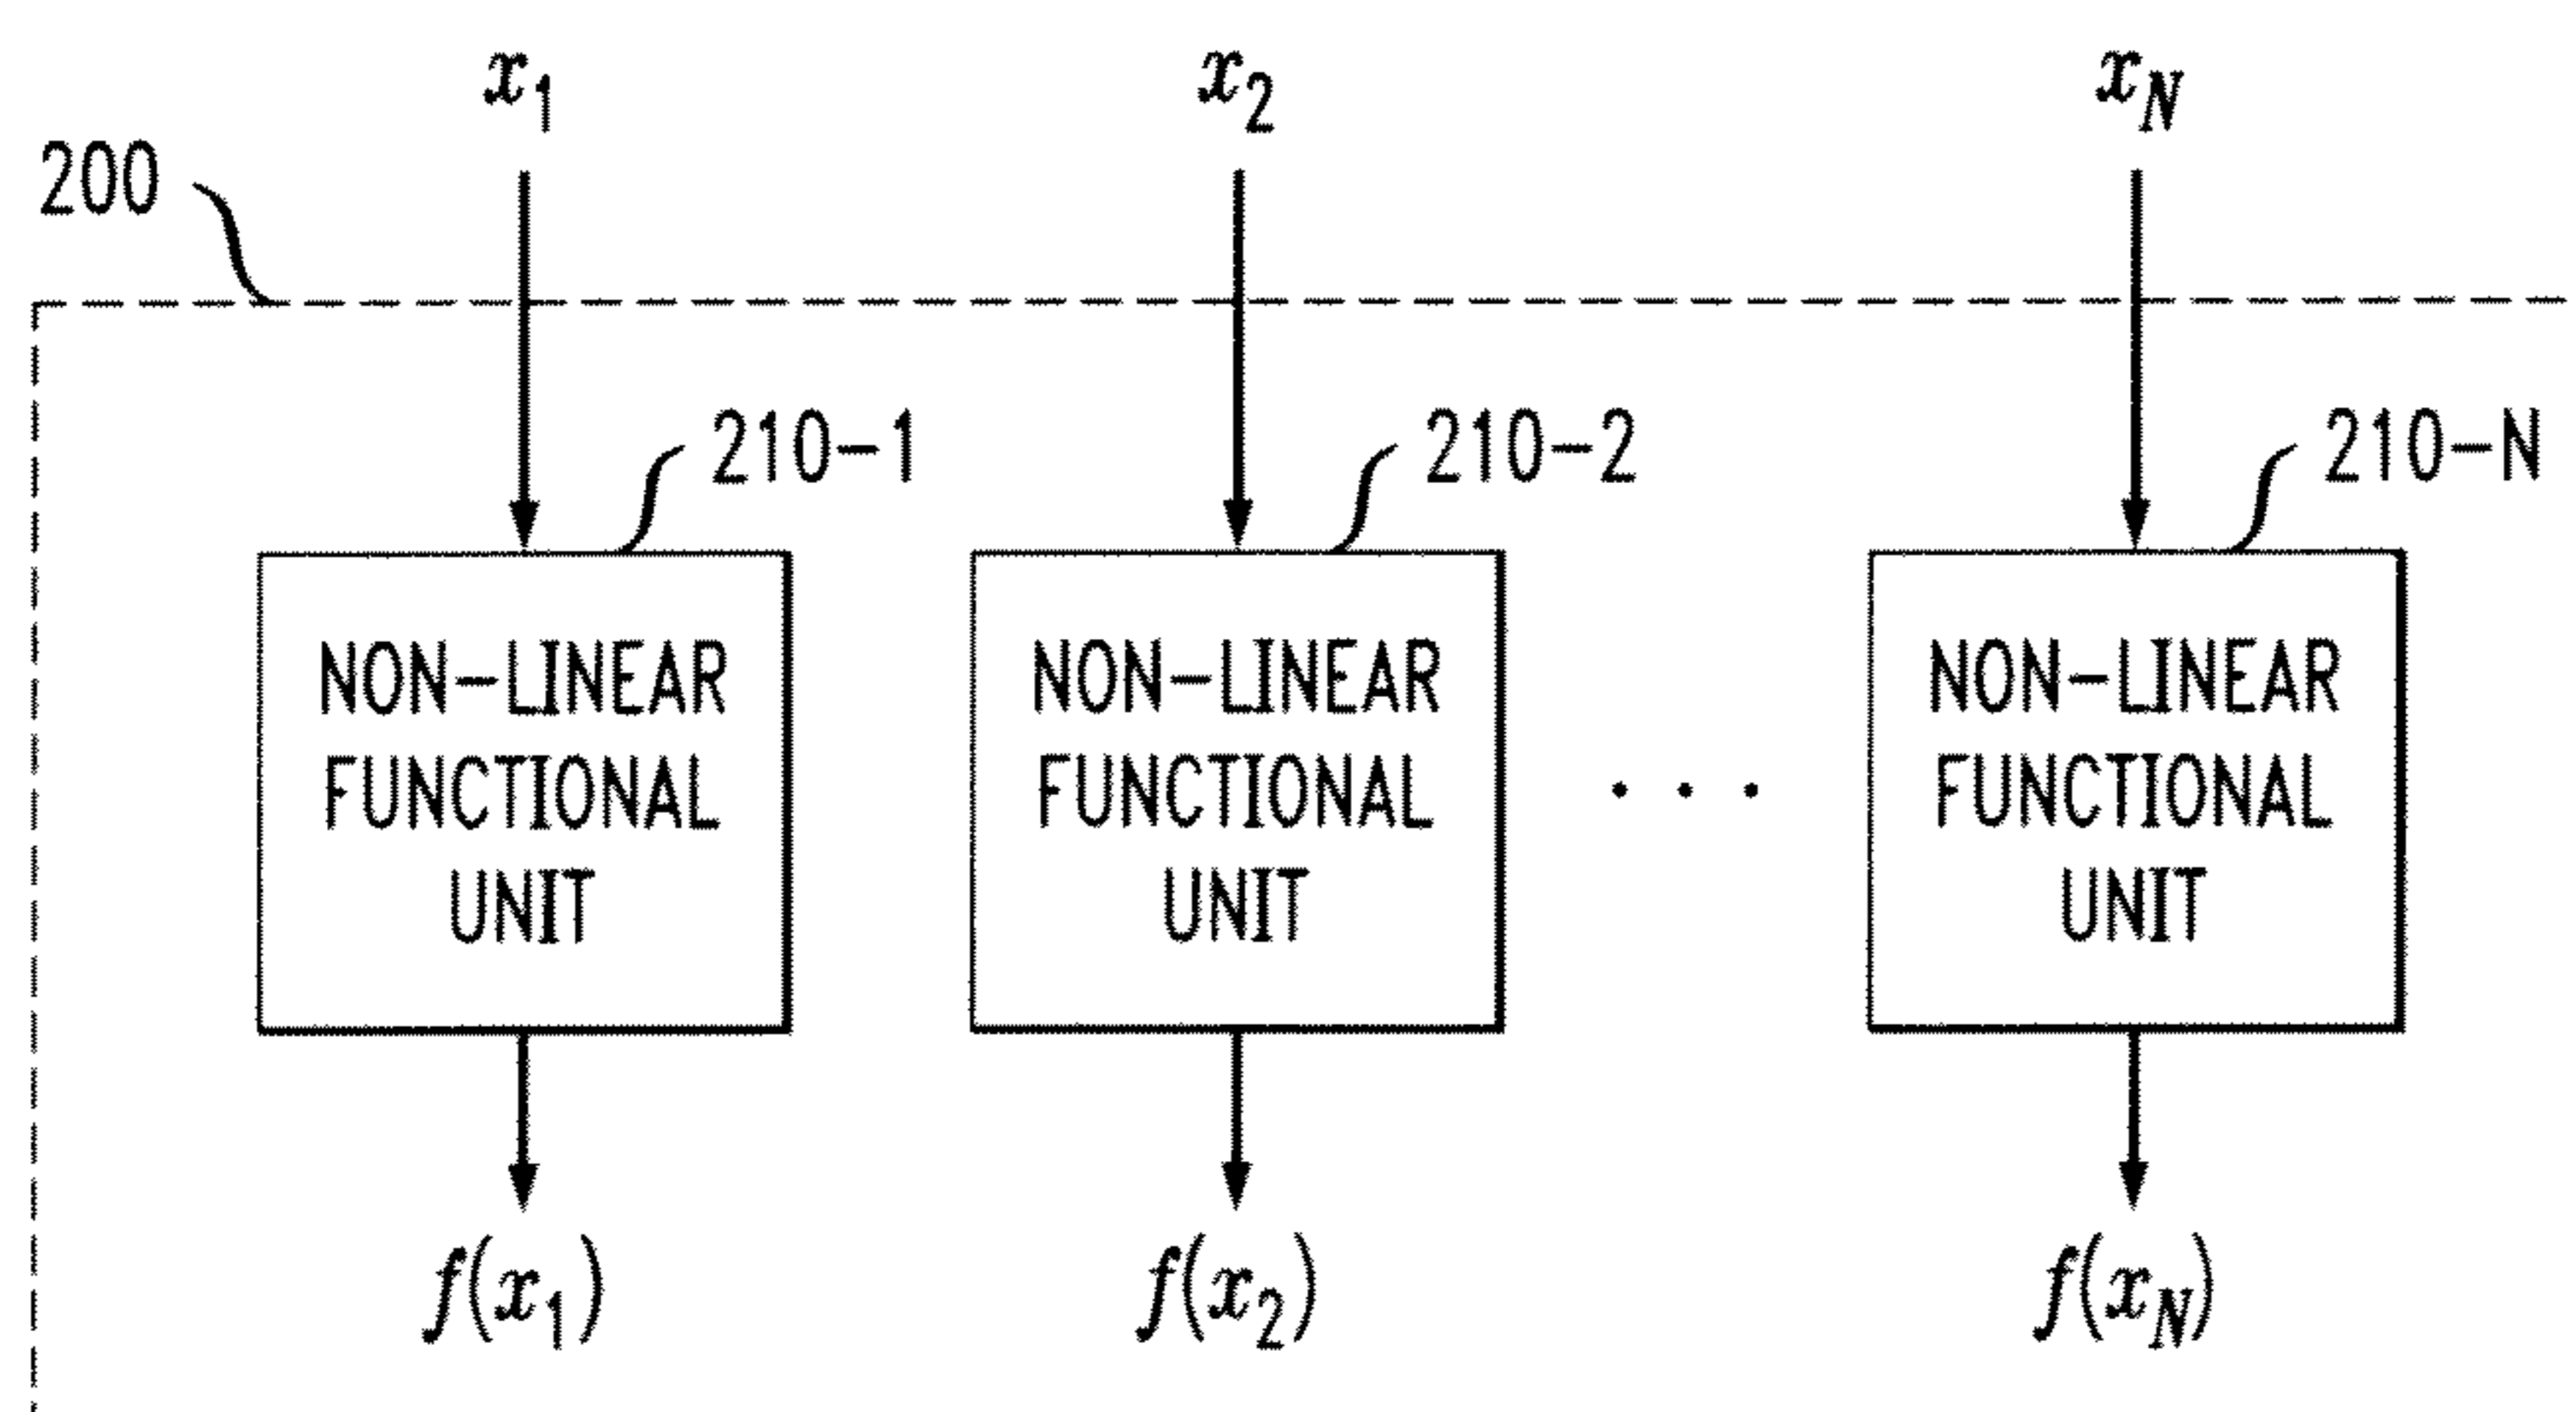 x1 x2 xN
200
210-1 210-2 210-N
NON-LINEAR NON-LINEAR NON-LINEAR
FUNCTIONAL FUNCTIONAL . . . FUNCTIONAL
UNIT UNIT UNIT
f(x1) f(x2) f(xN)